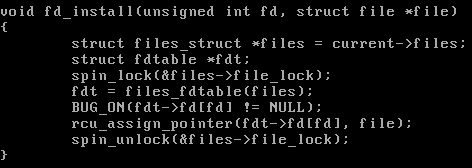 void fd_install(unsigned int fd, struct file *file)
{
        struct files_struct *files = current->files;
        struct fdtable *fdt;
        spin_lock(&files->file_lock);
        fdt = files_fdtable(files);
        BUG_ON(fdt->fd[fd] != NULL);
        rcu_assign_pointer(fdt->fd[fd], file);
        spin_unlock(&files->file_lock);
}